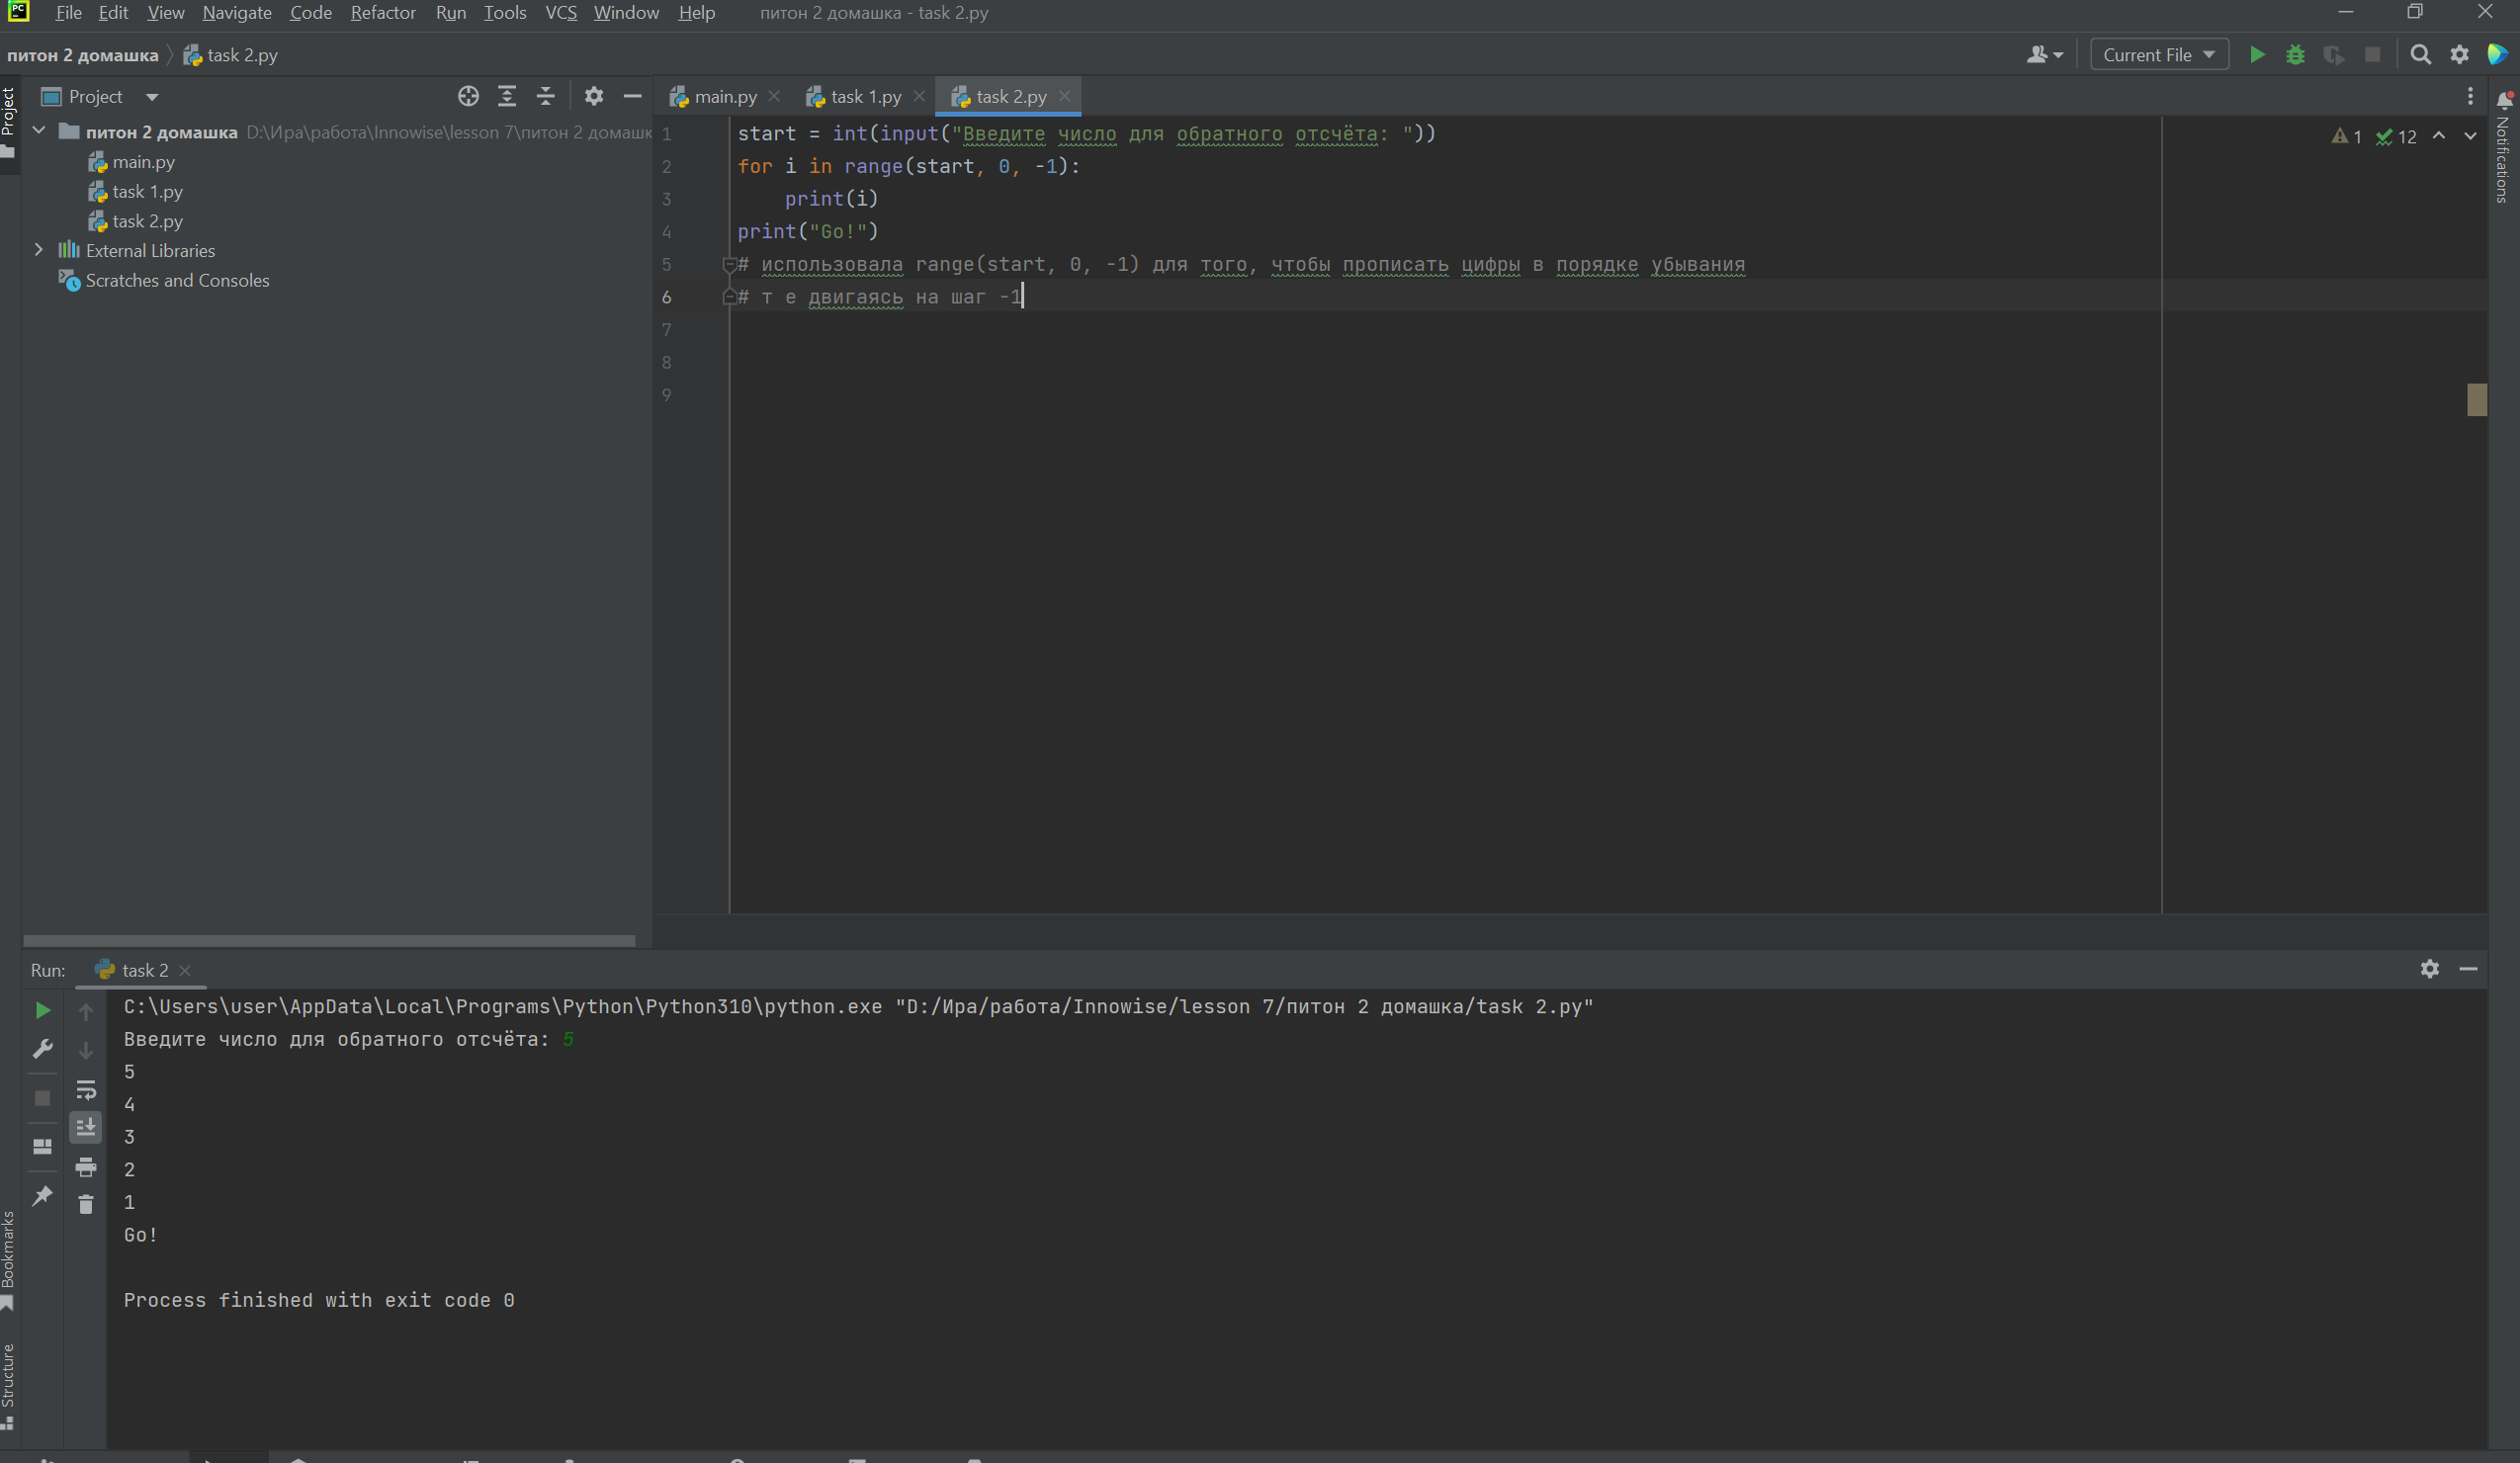 PC File Edit View Navigate Code Refactor Run Tools VCS Window Help питон 2 домашка - task 2.py
питон 2 домашка task 2.py Current File
Project
Project main.py task 1.py task 2.py
питон 2 домашка D:\Ира\работа\Innowise\lesson 7\питон 2 домашк
main.py
task 1.py
task 2.py
External Libraries
Scratches and Consoles
1 start = int(input("Введите число для обратного отсчёта: "))
2 for i in range(start, 0, -1):
3 print(i)
4 print("Go!")
5 # использовала range(start, 0, -1) для того, чтобы прописать цифры в порядке убывания
6 # т е двигаясь на шаг -1
7
8
9
1 12
Notifications
Run: task 2
C:\Users\user\AppData\Local\Programs\Python\Python310\python.exe "D:/Ира/работа/Innowise/lesson 7/питон 2 домашка/task 2.py"
Введите число для обратного отсчёта: 5
5
4
3
2
1
Go!
Process finished with exit code 0
Bookmarks
Structure